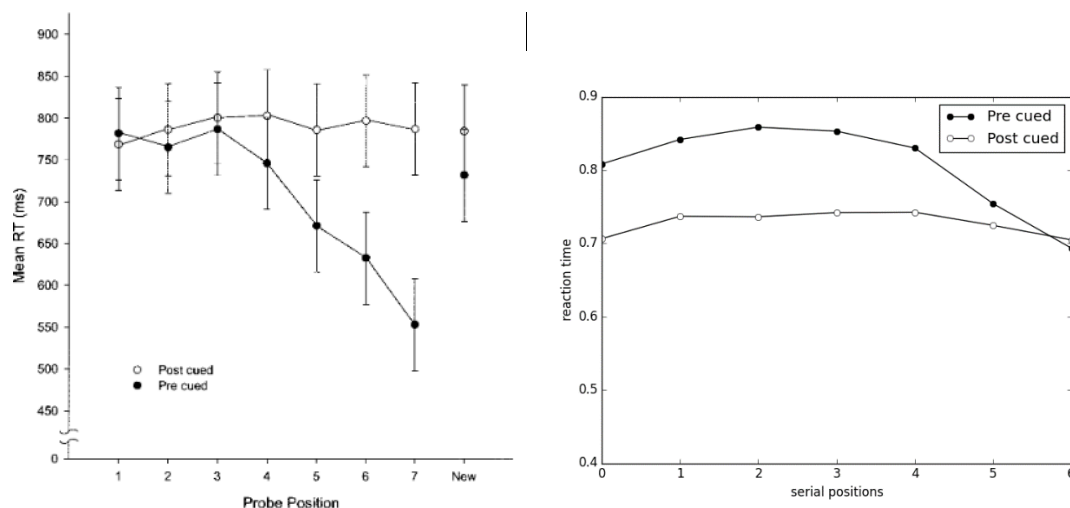 900
850
800
750
700
650
600
550
500
450
0
Mean RT (ms)
Post cued
Pre cued
1 2 3 4 5 6 7 New
Probe Position
0.9
0.8
0.7
0.6
0.5
0.4
reaction time
Pre cued
Post cued
0 1 2 3 4 5 6
serial positions